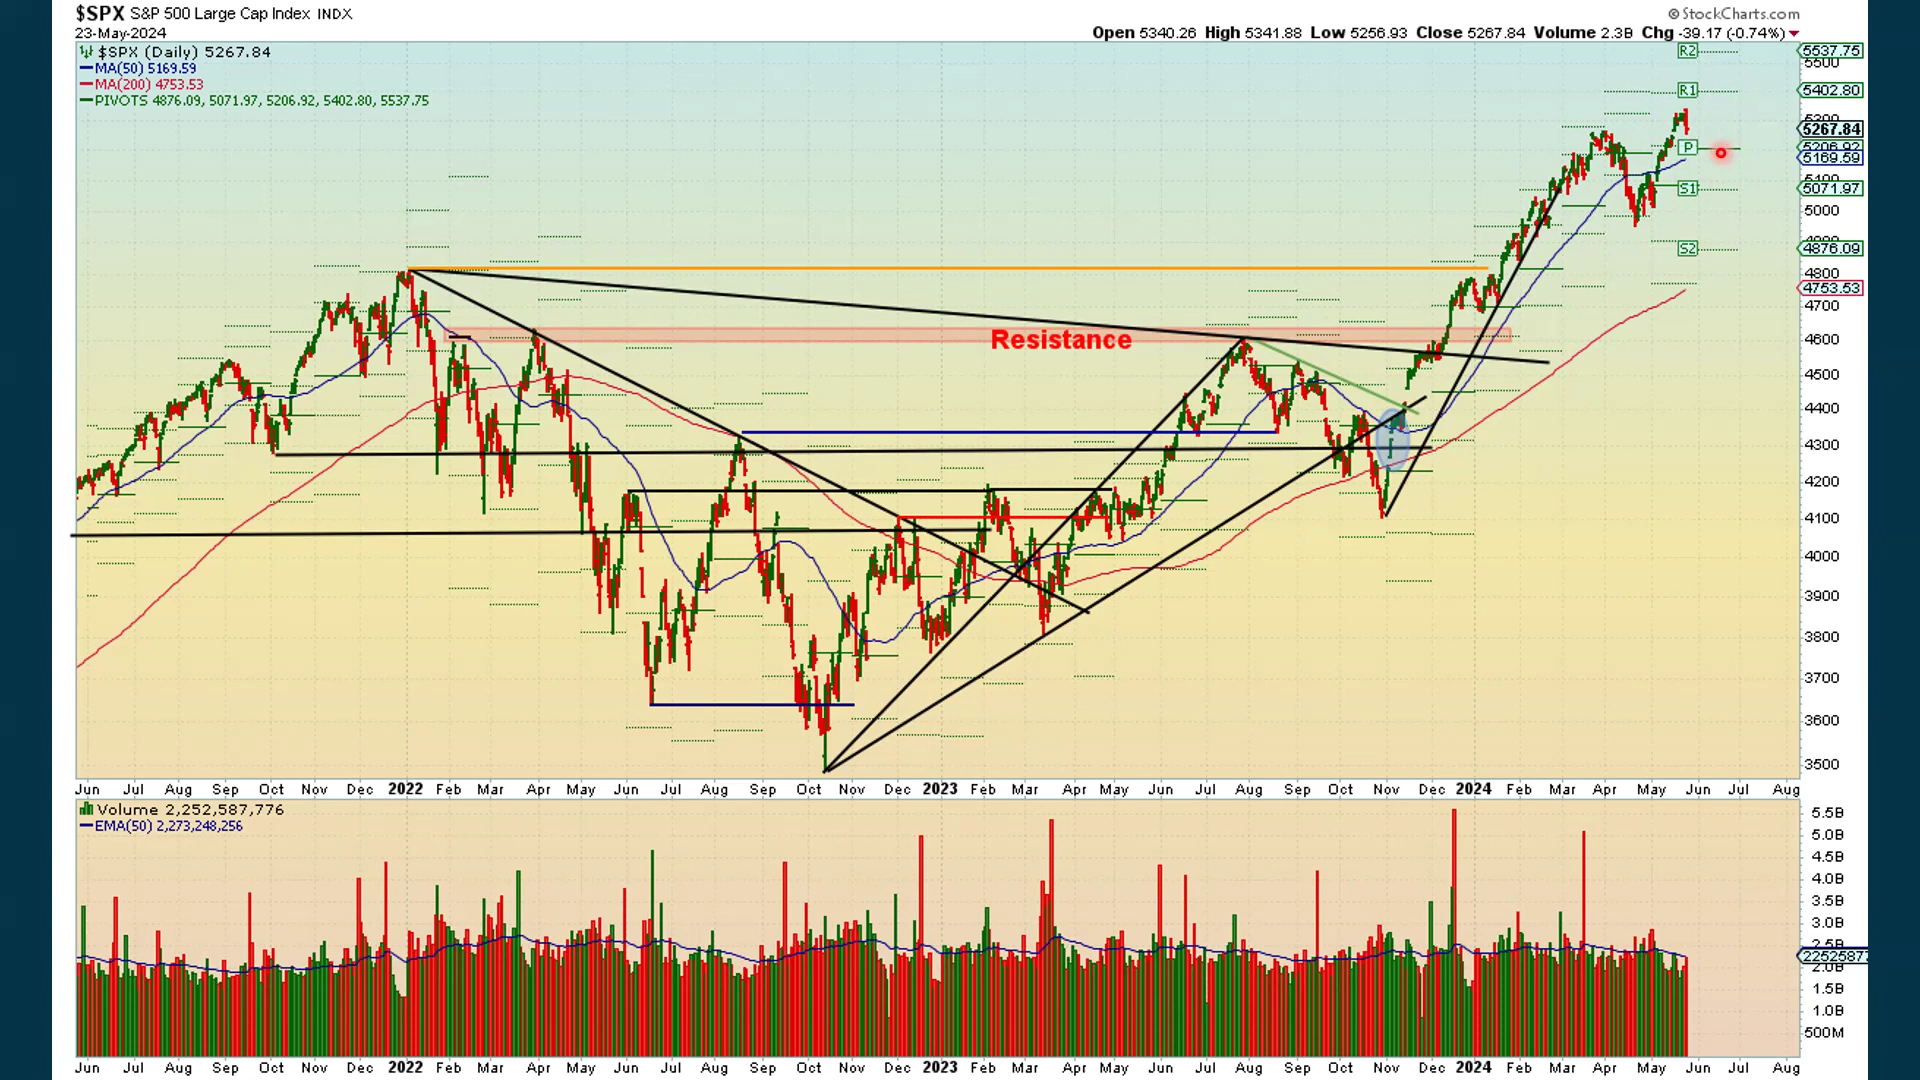 $SPX S&P 500 Large Cap Index INDX
© StockCharts.com
23-May-2024
Open 5340.26 High 5341.88 Low 5256.93 Close 5267.84 Volume 2.3B Chg -39.17 (-0.74%)
$SPX (Daily) 5267.84
MA(50) 5169.59
MA(200) 4753.53
PIVOTS 4876.09, 5071.97, 5206.92, 5402.80, 5537.75
R2
5537.75
5500
R1
5402.80
5300
5267.84
P
5206.92
5169.59
5100
S1
5071.97
5000
4900
S2
4876.09
4800
4753.53
4700
Resistance
4600
4500
4400
4300
4200
4100
4000
3900
3800
3700
3600
3500
Jun Jul Aug Sep Oct Nov Dec 2022 Feb Mar Apr May Jun Jul Aug Sep Oct Nov Dec 2023 Feb Mar Apr May Jun Jul Aug Sep Oct Nov Dec 2024 Feb Mar Apr May Jun Jul Aug
Volume 2,252,587,776
EMA(50) 2,273,248,256
5.5B
5.0B
4.5B
4.0B
3.5B
3.0B
2.5B
2252587
2.0B
1.5B
1.0B
500M
Jun Jul Aug Sep Oct Nov Dec 2022 Feb Mar Apr May Jun Jul Aug Sep Oct Nov Dec 2023 Feb Mar Apr May Jun Jul Aug Sep Oct Nov Dec 2024 Feb Mar Apr May Jun Jul Aug